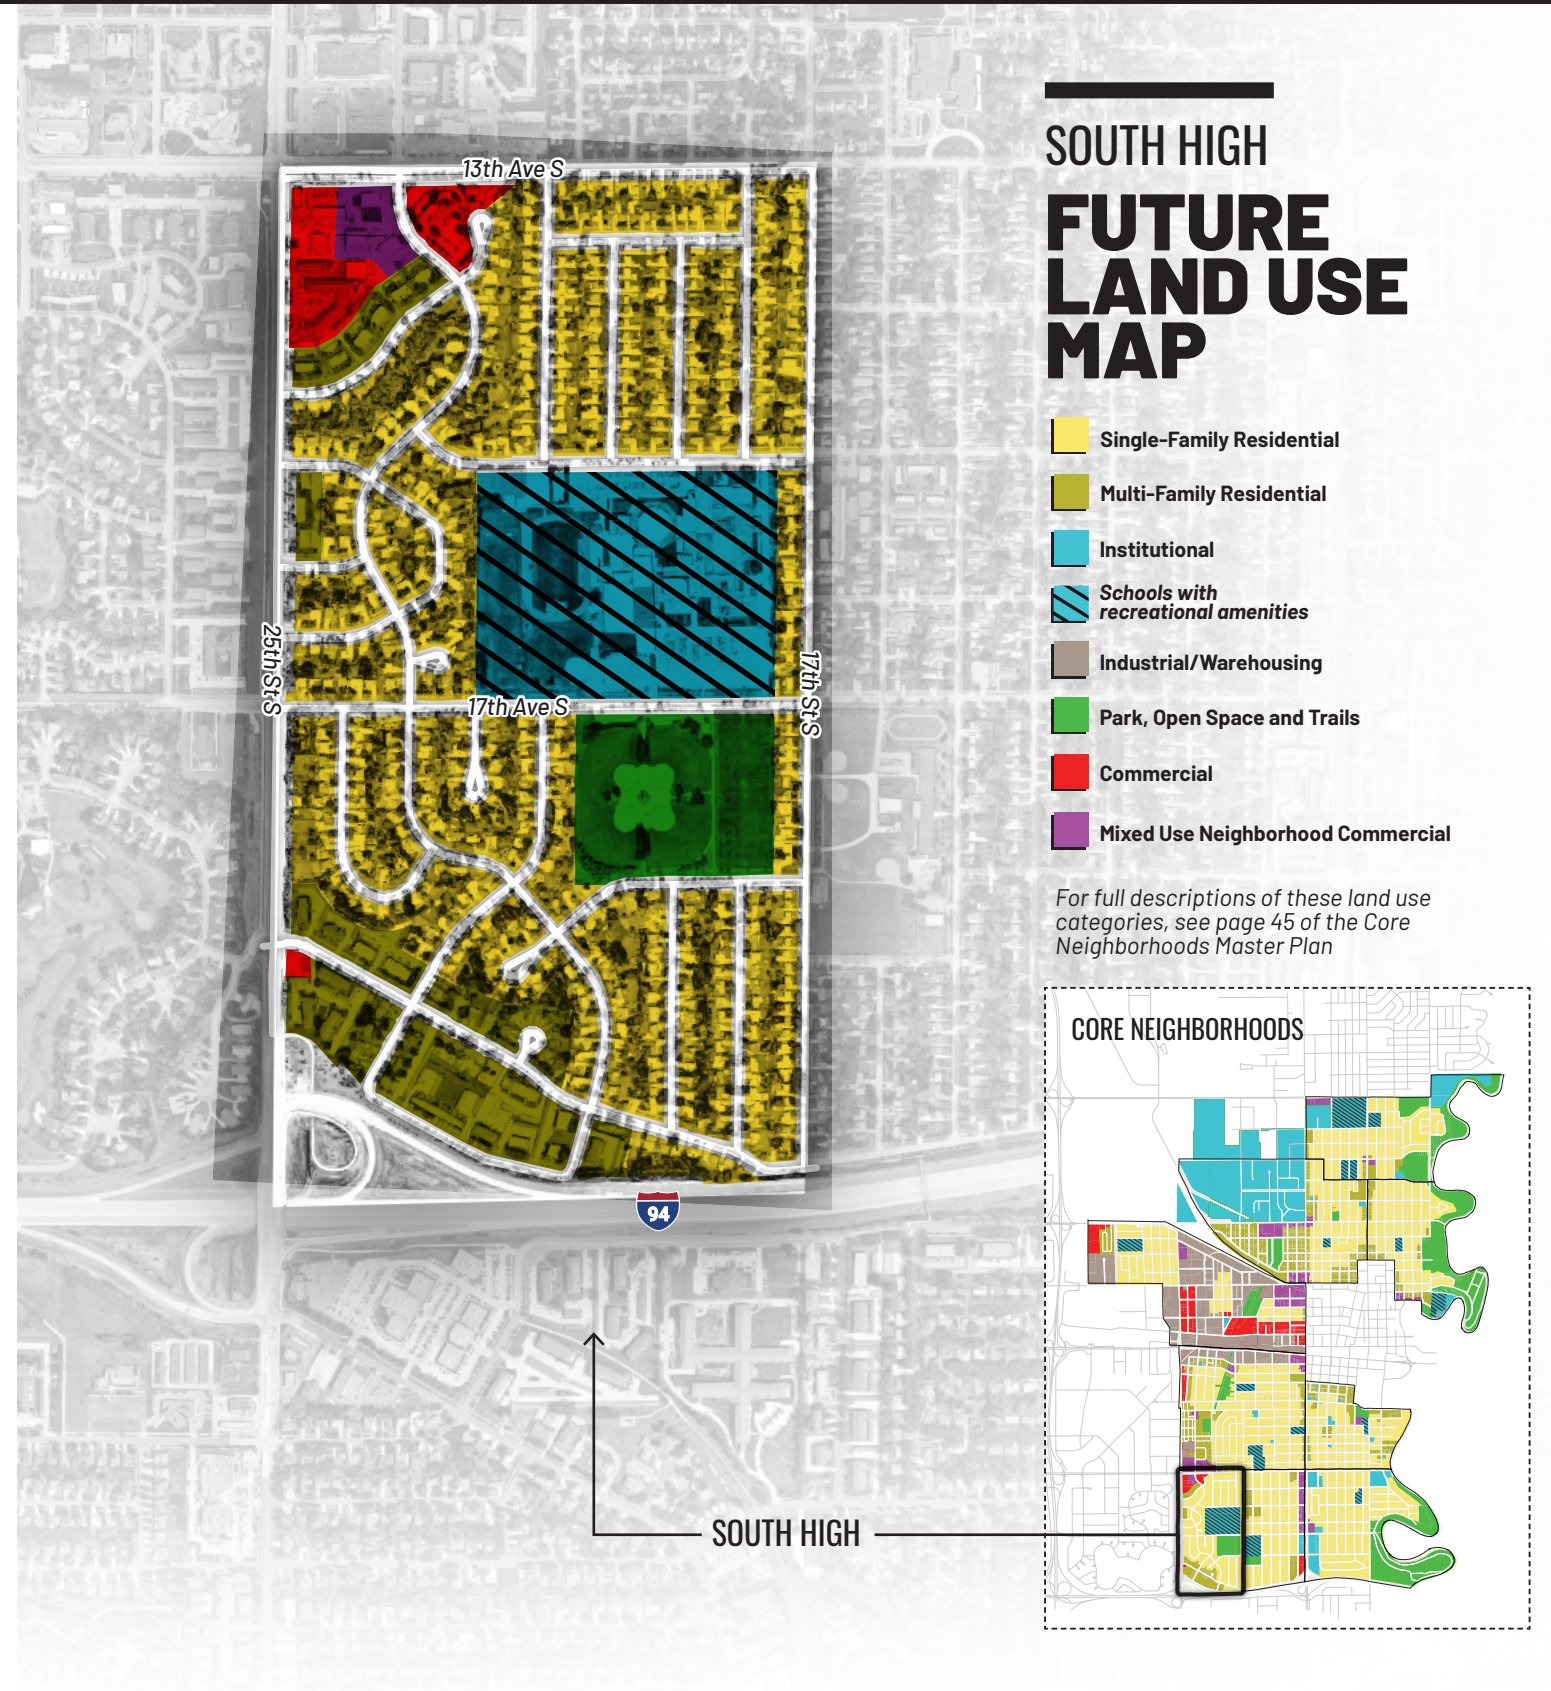 SOUTH HIGH
FUTURE
LAND USE
MAP
Single-Family Residential
Multi-Family Residential
Institutional
Schools with
recreational amenities
Industrial/Warehousing
Park, Open Space and Trails
Commercial
Mixed Use Neighborhood Commercial
For full descriptions of these land use
categories, see page 45 of the Core
Neighborhoods Master Plan
13th Ave S
25th St S
17th Ave S
17th St S
94
CORE NEIGHBORHOODS
SOUTH HIGH